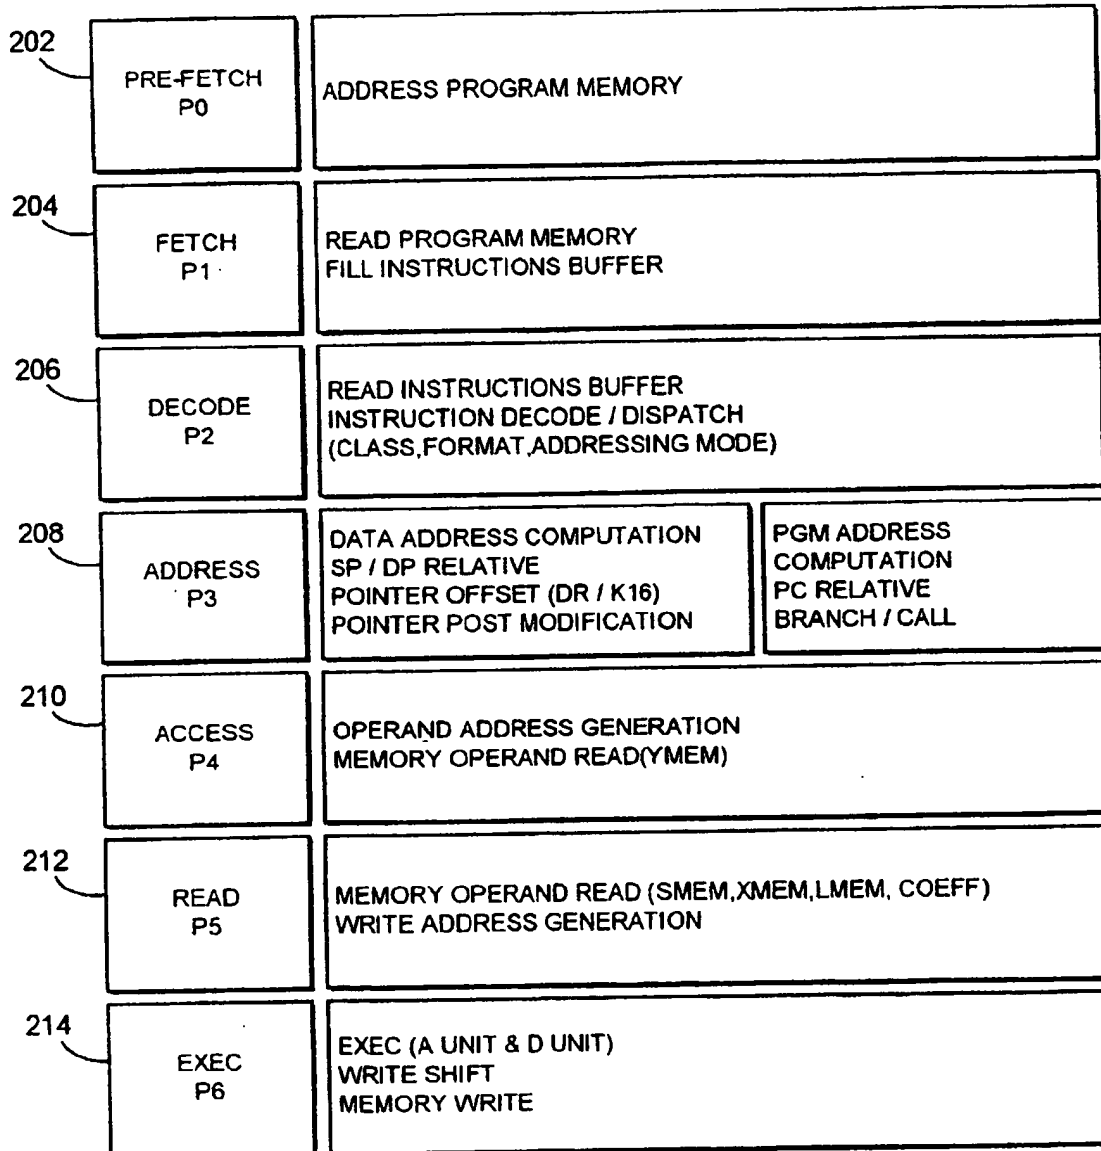 202
PRE-FETCH
P0
ADDRESS PROGRAM MEMORY
204
FETCH
P1
READ PROGRAM MEMORY
FILL INSTRUCTIONS BUFFER
206
DECODE
P2
READ INSTRUCTIONS BUFFER
INSTRUCTION DECODE / DISPATCH
(CLASS,FORMAT,ADDRESSING MODE)
208
ADDRESS
P3
DATA ADDRESS COMPUTATION
SP / DP RELATIVE
POINTER OFFSET (DR / K16)
POINTER POST MODIFICATION
PGM ADDRESS
COMPUTATION
PC RELATIVE
BRANCH / CALL
210
ACCESS
P4
OPERAND ADDRESS GENERATION
MEMORY OPERAND READ(YMEM)
212
READ
P5
MEMORY OPERAND READ (SMEM,XMEM,LMEM, COEFF)
WRITE ADDRESS GENERATION
214
EXEC
P6
EXEC (A UNIT & D UNIT)
WRITE SHIFT
MEMORY WRITE